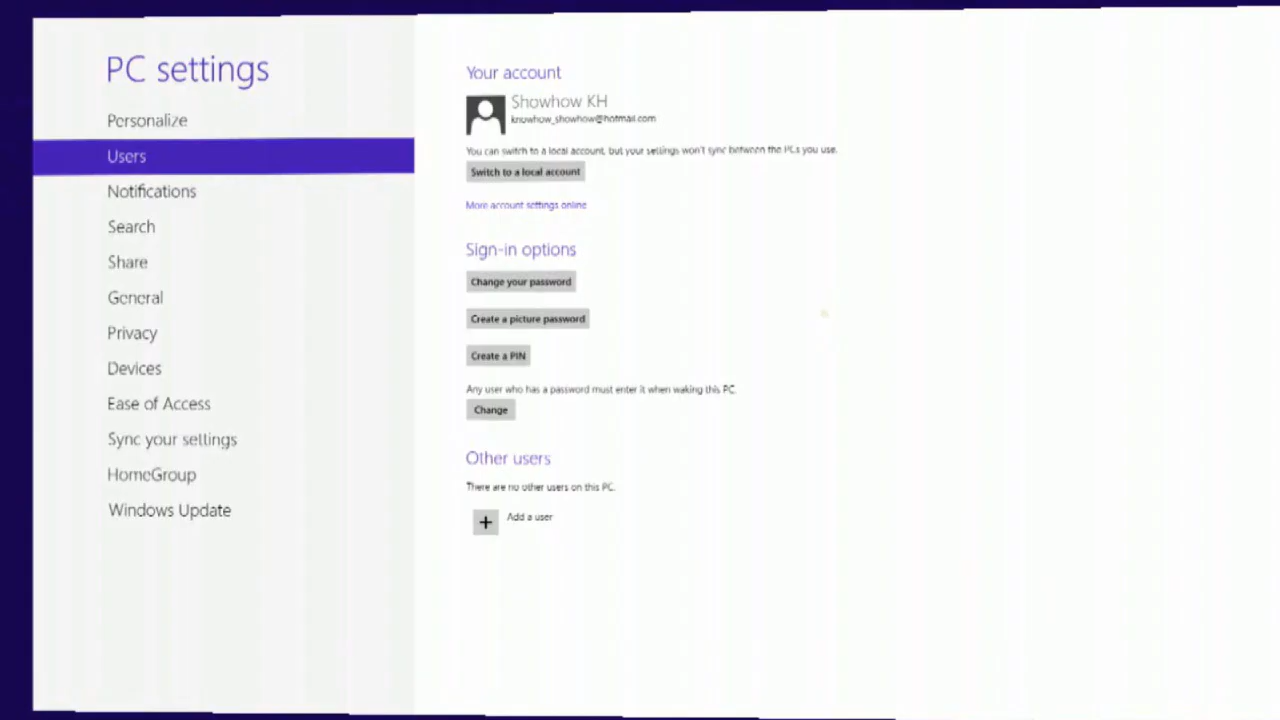 PC settings
Personalize
Users
Notifications
Search
Share
General
Privacy
Devices
Ease of Access
Sync your settings
HomeGroup
Windows Update
Your account
Showhow KH
knowhow_showhow@hotmail.com
You can switch to a local account, but your settings won't sync between the PCs you use.
Switch to a local account
More account settings online
Sign-in options
Change your password
Create a picture password
Create a PIN
Any user who has a password must enter it when waking this PC.
Change
Other users
There are no other users on this PC.
Add a user